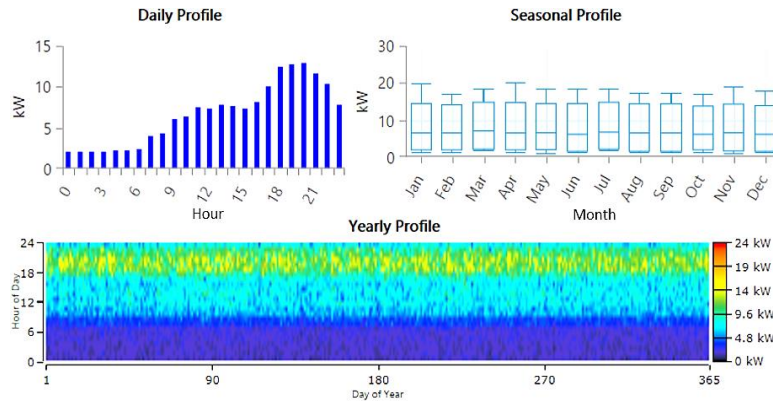 Daily Profile
15
10
5
0
kW
0 3 6 9 12 15 18 21
Hour
Seasonal Profile
30
20
10
0
kW
Jan Feb Mar Apr May Jun Jul Aug Sep Oct Nov Dec
Month
Yearly Profile
24
18
12
6
0
Hour of Day
1 90 180 270 365
Day of Year
24 kW
19 kW
14 kW
9.6 kW
4.8 kW
0 kW